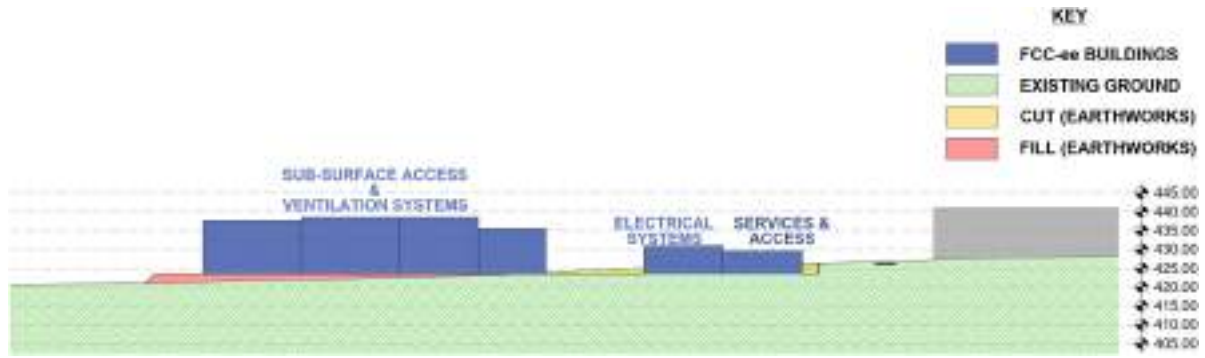 KEY
FCC-ee BUILDINGS
EXISTING GROUND
CUT (EARTHWORKS)
FILL (EARTHWORKS)
SUB-SURFACE ACCESS
&
VENTILATION SYSTEMS
ELECTRICAL
SYSTEMS
SERVICES &
ACCESS
445.00
440.00
435.00
430.00
425.00
420.00
415.00
410.00
405.00